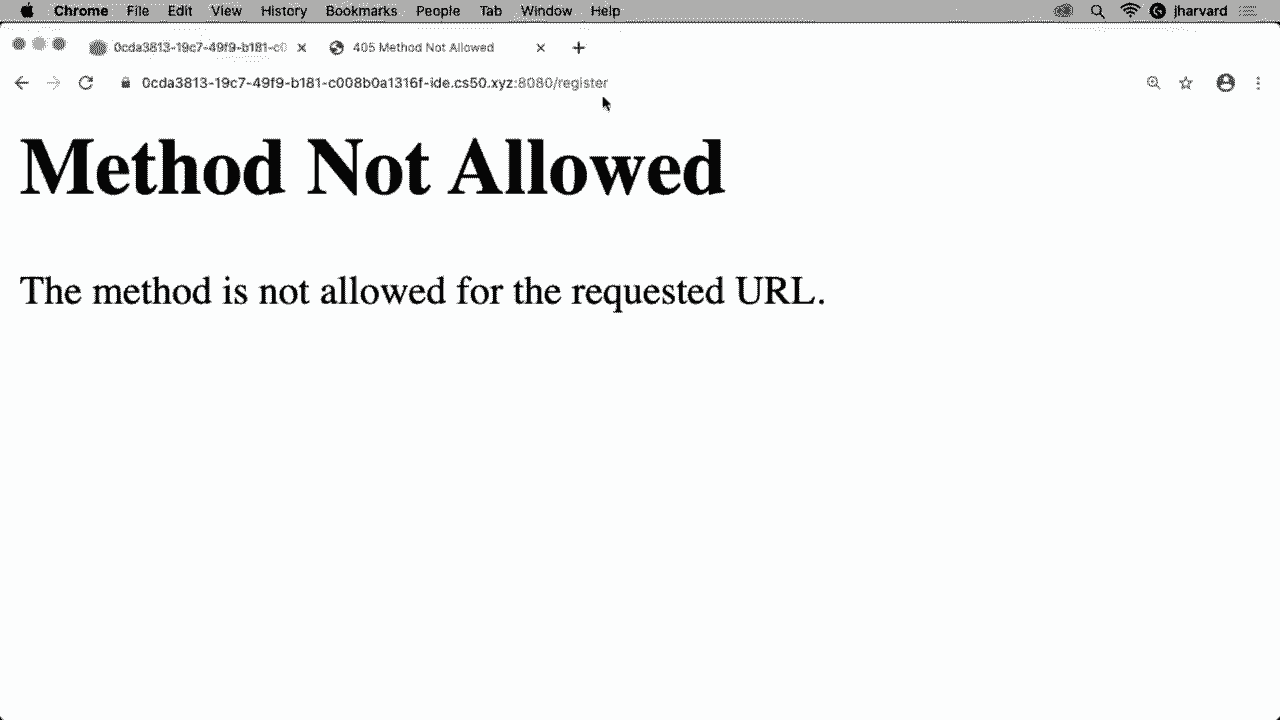 Chrome File Edit View History Bookmarks People Tab Window Help jharvard
0cda3813-19c7-49f9-b181-c0 405 Method Not Allowed
0cda3813-19c7-49f9-b181-c008b0a1316f-ide.cs50.xyz:8080/register
Method Not Allowed
The method is not allowed for the requested URL.